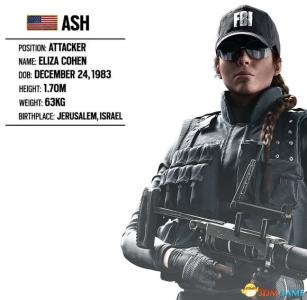 ASH
POSITION: ATTACKER
NAME: ELIZA COHEN
DOB: DECEMBER 24,1983
HEIGHT: 1.70M
WEIGHT: 63KG
BIRTHPLACE: JERUSALEM,ISRAEL
FBI
3DMGAME